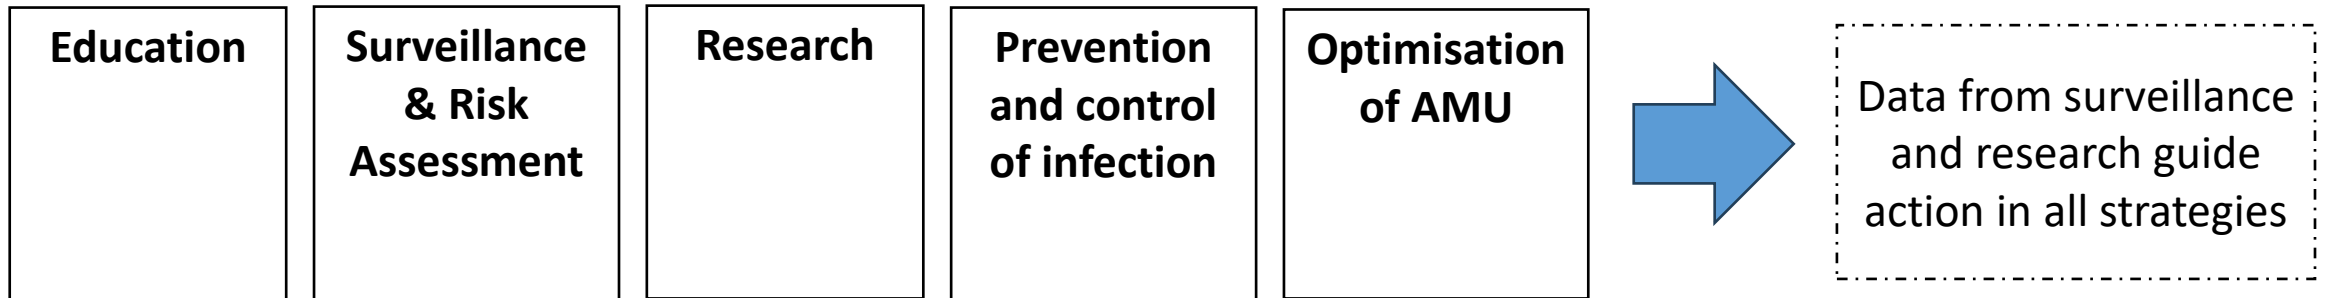 Education
Surveillance
& Risk
Assessment
Research
Prevention
and control
of infection
Optimisation
of AMU
Data from surveillance
and research guide
action in all strategies